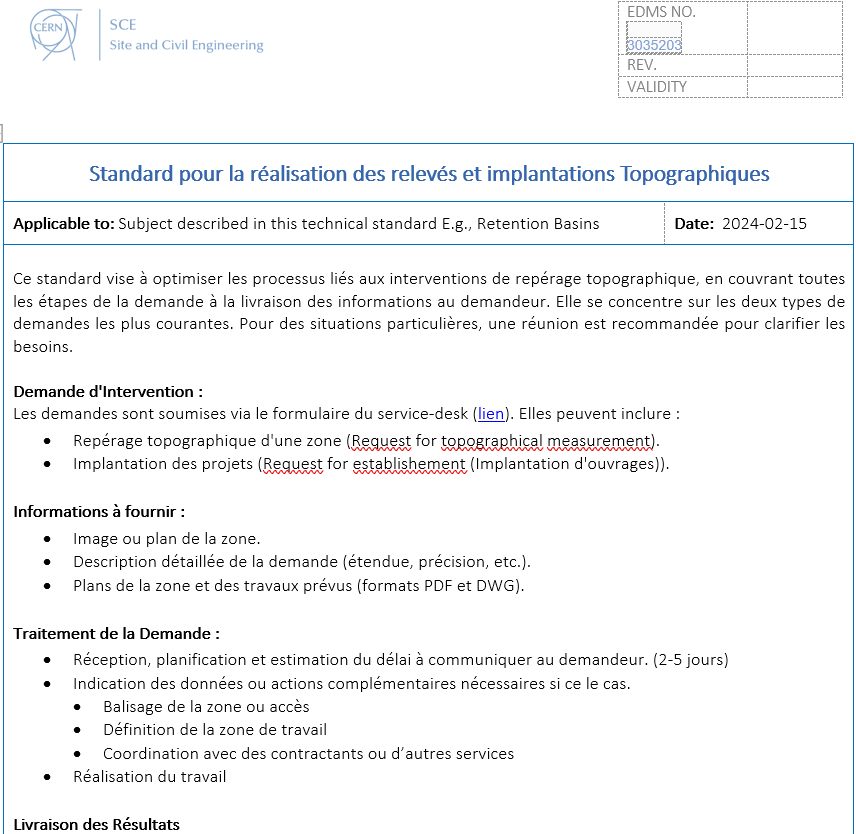 CERN
SCE
Site and Civil Engineering
EDMS NO.
3035203
REV.
VALIDITY
Standard pour la réalisation des relevés et implantations Topographiques
Applicable to: Subject described in this technical standard E.g., Retention Basins
Date: 2024-02-15
Ce standard vise à optimiser les processus liés aux interventions de repérage topographique, en couvrant toutes
les étapes de la demande à la livraison des informations au demandeur. Elle se concentre sur les deux types de
demandes les plus courantes. Pour des situations particulières, une réunion est recommandée pour clarifier les
besoins.
Demande d'Intervention :
Les demandes sont soumises via le formulaire du service-desk (lien). Elles peuvent inclure :
• Repérage topographique d'une zone (Request for topographical measurement).
• Implantation des projets (Request for establishement (Implantation d'ouvrages)).
Informations à fournir :
• Image ou plan de la zone.
• Description détaillée de la demande (étendue, précision, etc.).
• Plans de la zone et des travaux prévus (formats PDF et DWG).
Traitement de la Demande :
• Réception, planification et estimation du délai à communiquer au demandeur. (2-5 jours)
• Indication des données ou actions complémentaires nécessaires si ce le cas.
• Balisage de la zone ou accès
• Définition de la zone de travail
• Coordination avec des contractants ou d’autres services
• Réalisation du travail
Livraison des Résultats